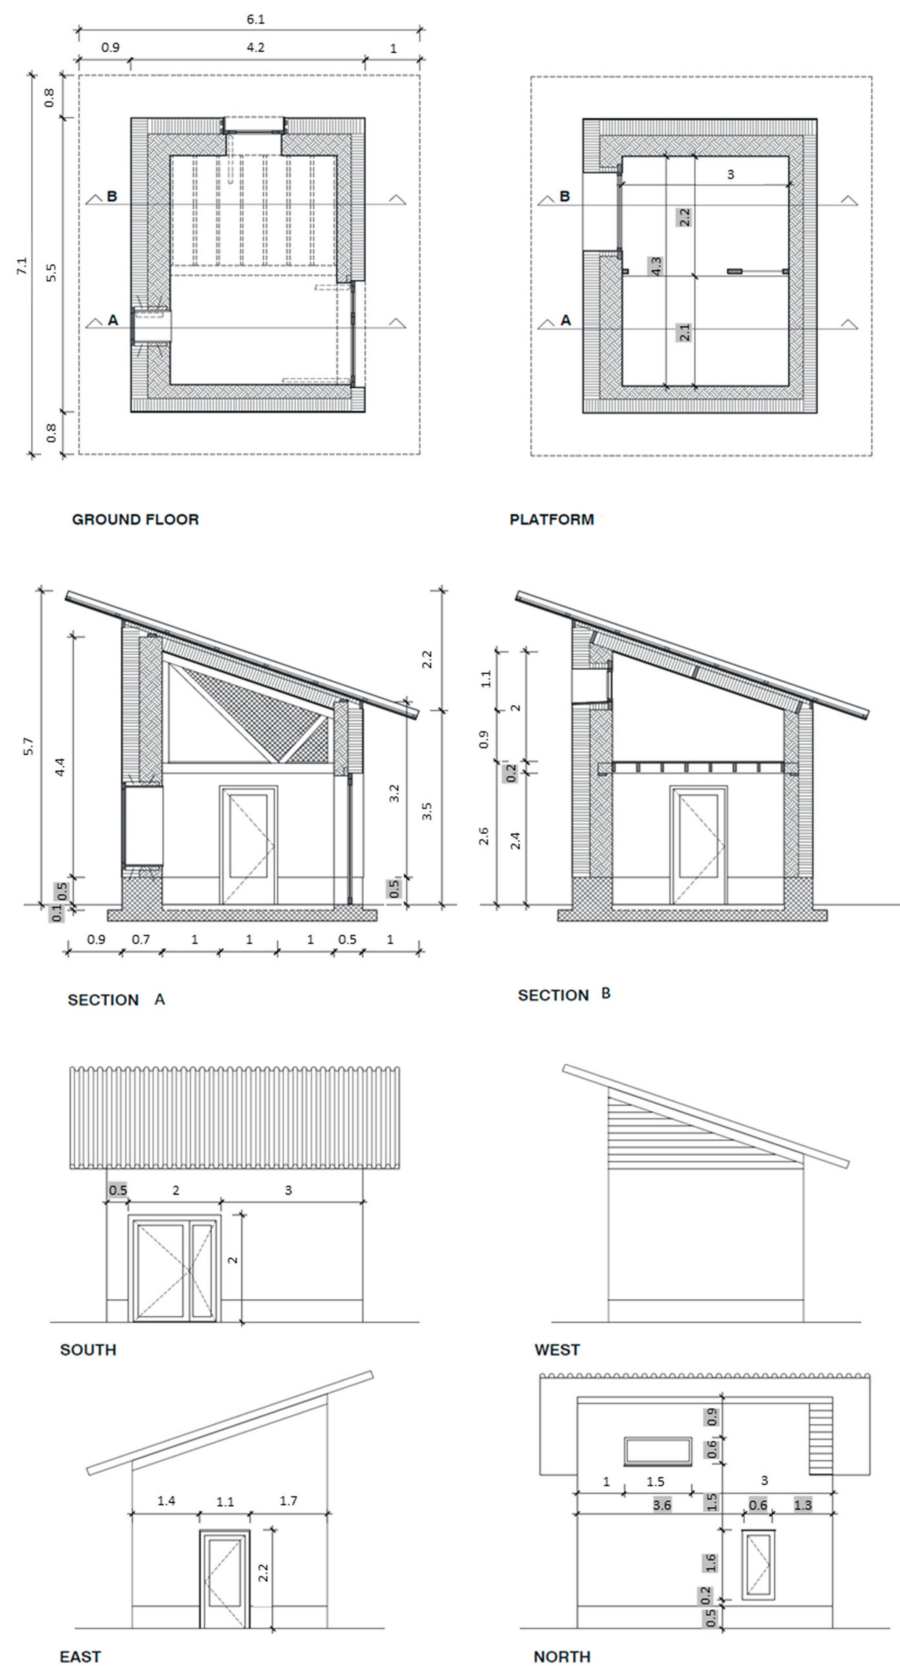 6.1
0.9 4.2 1
0.8
B
7.1
5.5
A
0.8
GROUND FLOOR
3
B
2.2
4.3
A
2.1
PLATFORM
5.7
4.4
0.5
0.1
2.2
3.2
3.5
0.5
0.9 0.7 1 1 1 0.5 1
SECTION A
1.1
2
0.9
0.2
2.6
2.4
SECTION B
0.5 2 3
2
SOUTH
WEST
1.4 1.1 1.7
2.2
EAST
0.9
0.6
1 1.5 3
1.5
3.6 0.6 1.3
1.6
0.2
0.5
NORTH